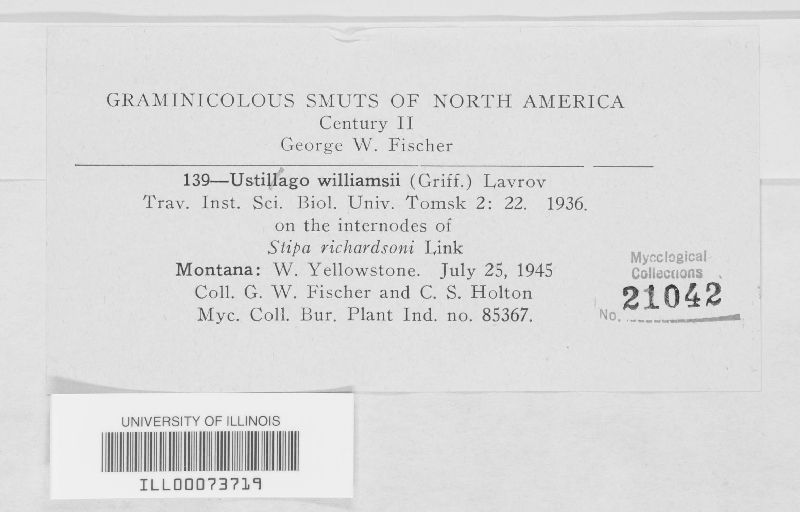 GRAMINICOLOUS SMUTS OF NORTH AMERICA
Century II
George W. Fischer
139—Ustillago williamsii (Griff.) Lavrov
Trav. Inst. Sci. Biol. Univ. Tomsk 2: 22. 1936.
on the internodes of
Stipa richardsoni Link
Montana: W. Yellowstone. July 25, 1945
Coll. G. W. Fischer and C. S. Holton
Myc. Coll. Bur. Plant Ind. no. 85367.
Mycological
Collections
No. 21042
UNIVERSITY OF ILLINOIS
ILL00073719